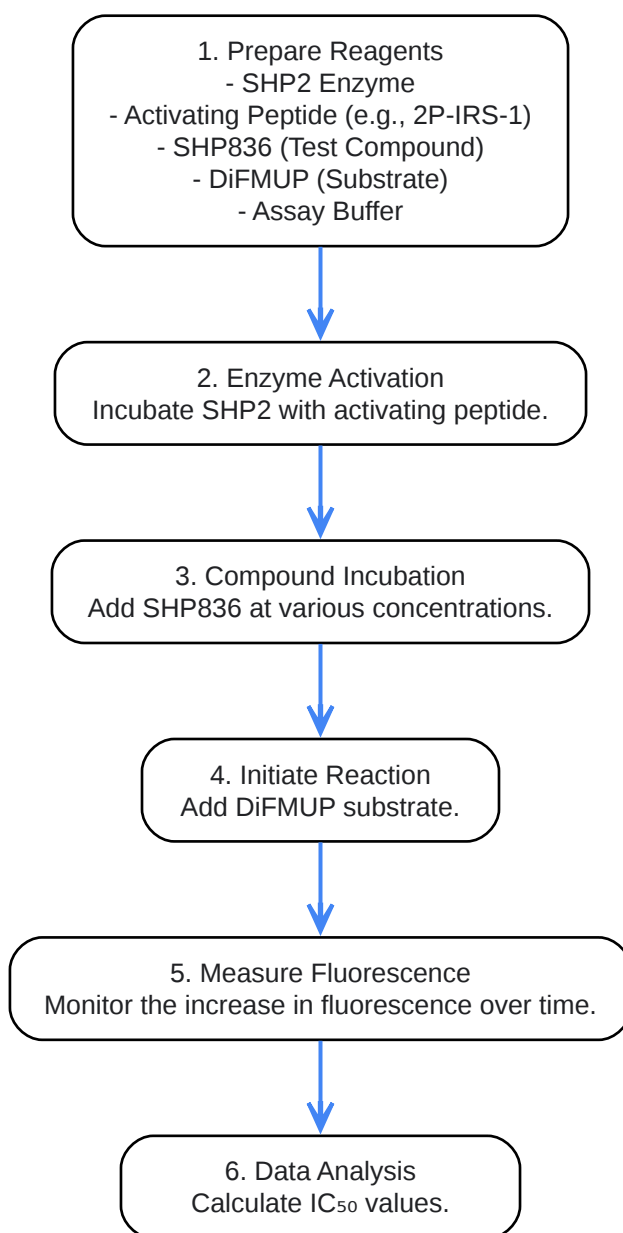 1. Prepare Reagents
- SHP2 Enzyme
- Activating Peptide (e.g., 2P-IRS-1)
- SHP836 (Test Compound)
- DiFMUP (Substrate)
- Assay Buffer
2. Enzyme Activation
Incubate SHP2 with activating peptide.
3. Compound Incubation
Add SHP836 at various concentrations.
4. Initiate Reaction
Add DiFMUP substrate.
5. Measure Fluorescence
Monitor the increase in fluorescence over time.
6. Data Analysis
Calculate IC₅₀ values.